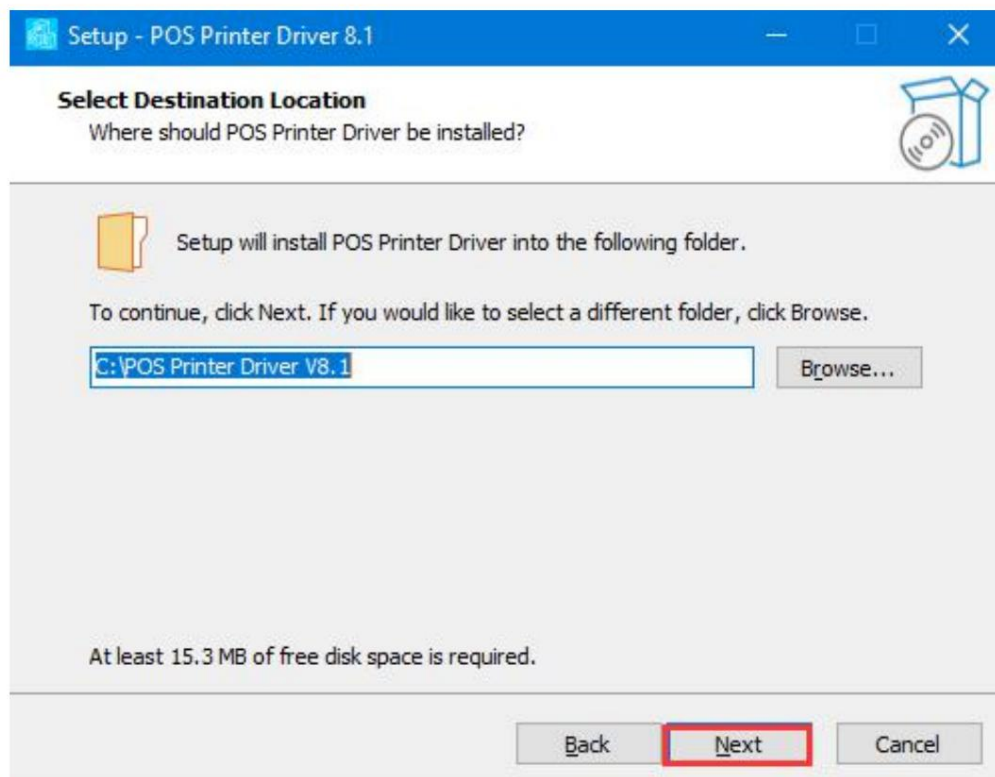 Setup - POS Printer Driver 8.1
Select Destination Location
Where should POS Printer Driver be installed?
Setup will install POS Printer Driver into the following folder.
To continue, click Next. If you would like to select a different folder, click Browse.
C:\POS Printer Driver V8.1
Browse...
At least 15.3 MB of free disk space is required.
Back Next Cancel